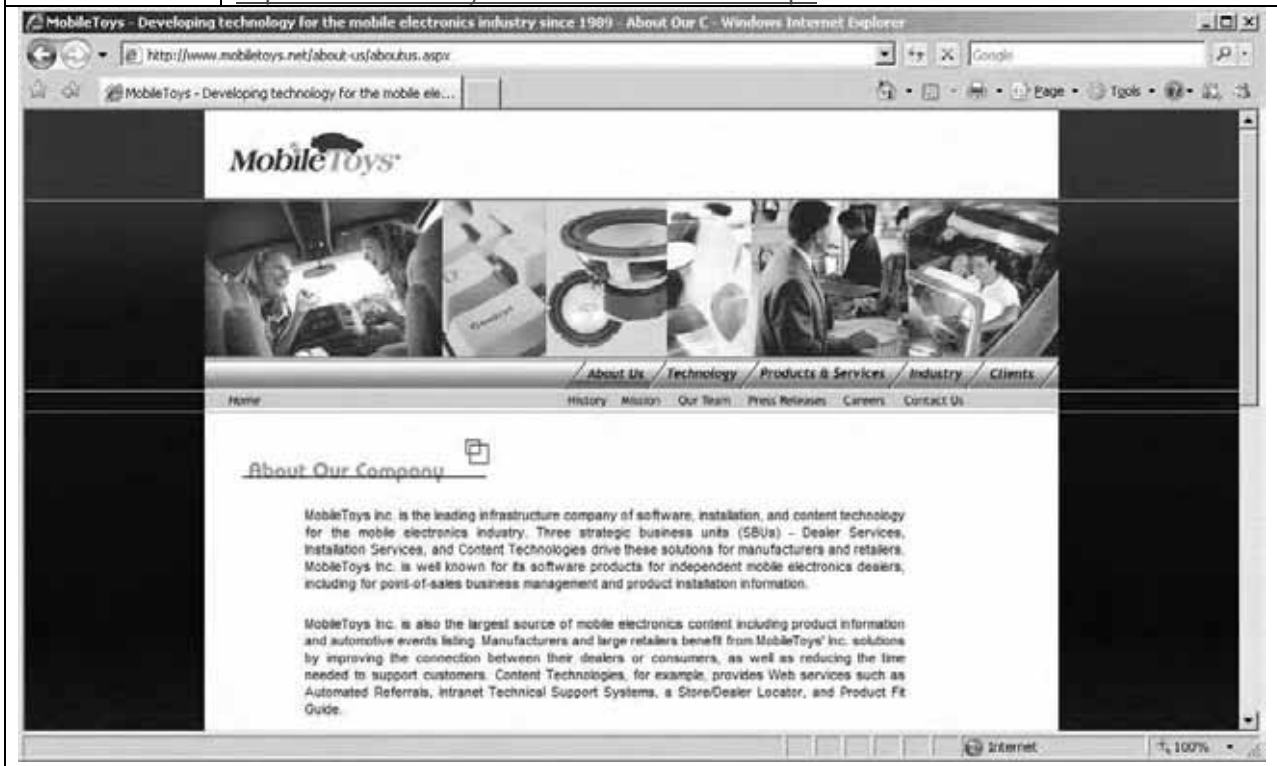 MobileToys - Developing technology for the mobile electronics industry since 1989 - About Our C - Windows Internet Explorer
http://www.mobiletoys.net/about-us/aboutus.aspx
Google
MobileToys - Developing technology for the mobile ele...
Page
Tools
MobileToys
About Us Technology Products & Services Industry Clients
Home History Mission Our Team Press Releases Careers Contact Us
About Our Company
MobileToys Inc. is the leading infrastructure company of software, installation, and content technology
for the mobile electronics industry. Three strategic business units (SBUs) – Dealer Services,
Installation Services, and Content Technologies drive these solutions for manufacturers and retailers.
MobileToys Inc. is well known for its software products for independent mobile electronics dealers,
including for point-of-sales business management and product installation information.
MobileToys Inc. is also the largest source of mobile electronics content including product information
and automotive events listing. Manufacturers and large retailers benefit from MobileToys' Inc. solutions
by improving the connection between their dealers or consumers, as well as reducing the time
needed to support customers. Content Technologies, for example, provides Web services such as
Automated Referrals, Intranet Technical Support Systems, a Store/Dealer Locator, and Product Fit
Guide.
Internet
100%